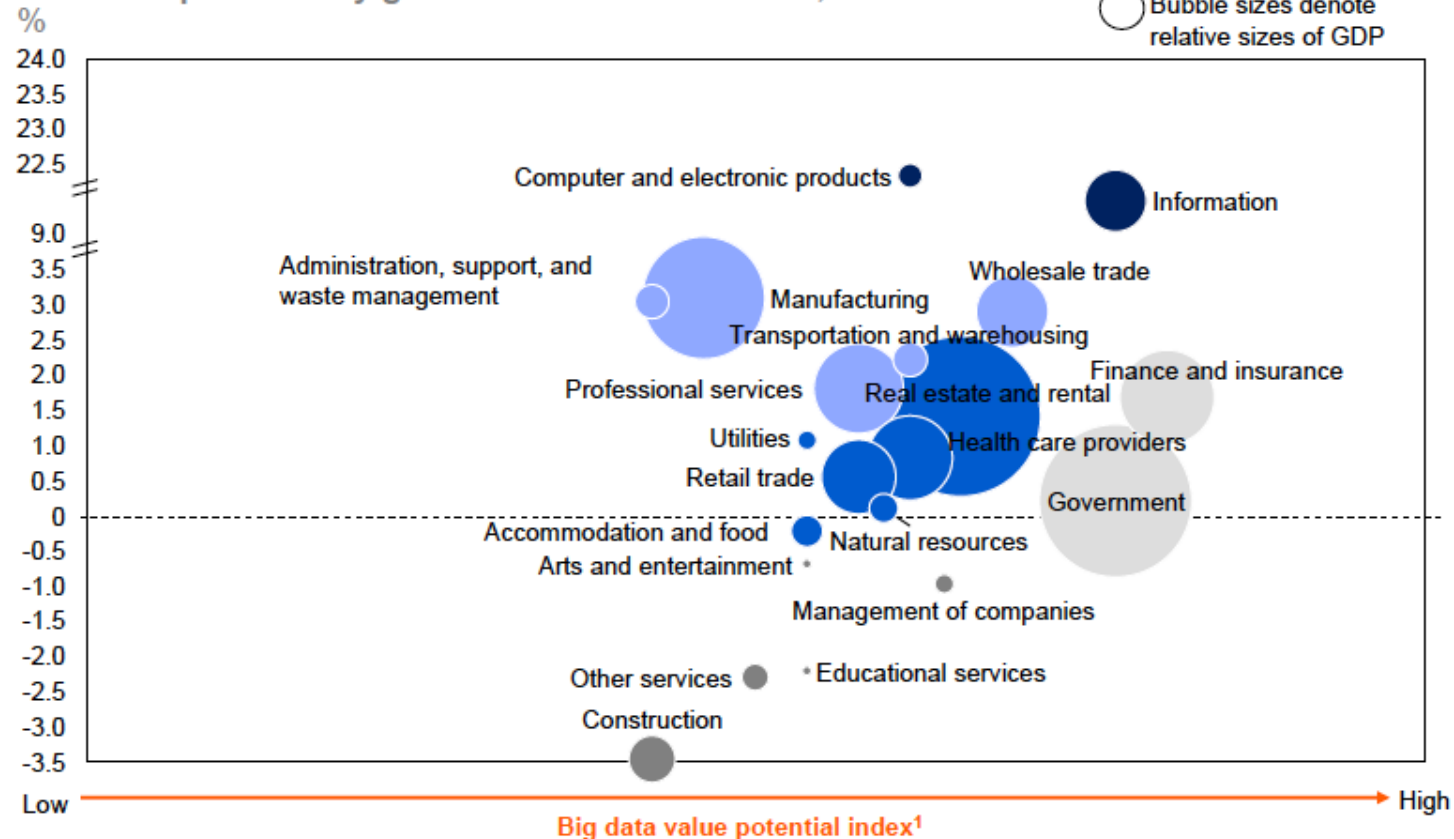 %
Bubble sizes denote
relative sizes of GDP
24.0
23.5
23.0
22.5
9.0
3.5
3.0
2.5
2.0
1.5
1.0
0.5
0
-0.5
-1.0
-1.5
-2.0
-2.5
-3.0
-3.5
Computer and electronic products
Information
Administration, support, and
waste management
Manufacturing
Wholesale trade
Transportation and warehousing
Professional services
Real estate and rental
Finance and insurance
Utilities
Health care providers
Retail trade
Government
Accommodation and food
Natural resources
Arts and entertainment
Management of companies
Other services
Educational services
Construction
Low
High
Big data value potential index¹